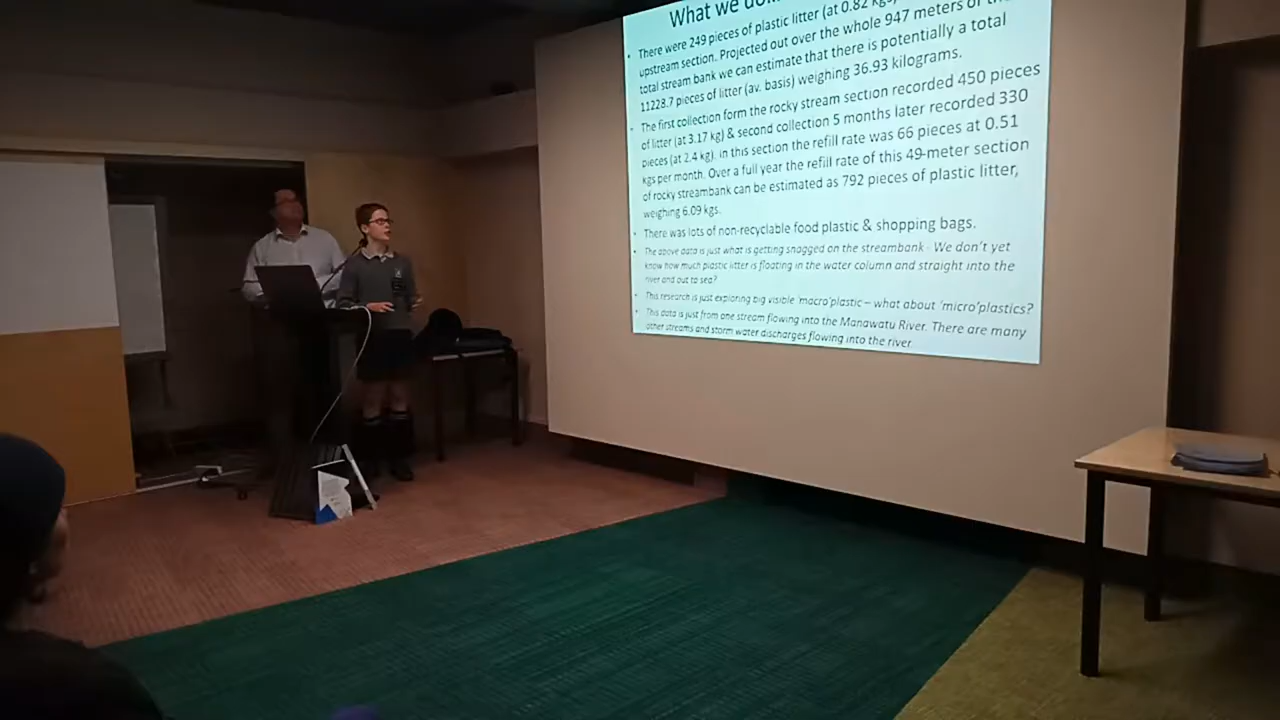 What we do
There were 249 pieces of plastic litter (at 0.82 kgs)
upstream section. Projected out over the whole 947 meters of
total stream bank we can estimate that there is potentially a total
11228.7 pieces of litter (av. basis) weighing 36.93 kilograms.
The first collection form the rocky stream section recorded 450 pieces
of litter (at 3.17 kg) & second collection 5 months later recorded 330
pieces (at 2.4 kg). in this section the refill rate was 66 pieces at 0.51
kgs per month. Over a full year the refill rate of this 49-meter section
of rocky streambank can be estimated as 792 pieces of plastic litter,
weighing 6.09 kgs.
There was lots of non-recyclable food plastic & shopping bags.
The above data is just what is getting snagged on the streambank - We don't yet
know how much plastic litter is floating in the water column and straight into the
river and out to sea?
This research is just exploring big visible 'macro'plastic – what about 'micro'plastics?
This data is just from one stream flowing into the Manawatu River. There are many
other streams and storm water discharges flowing into the river